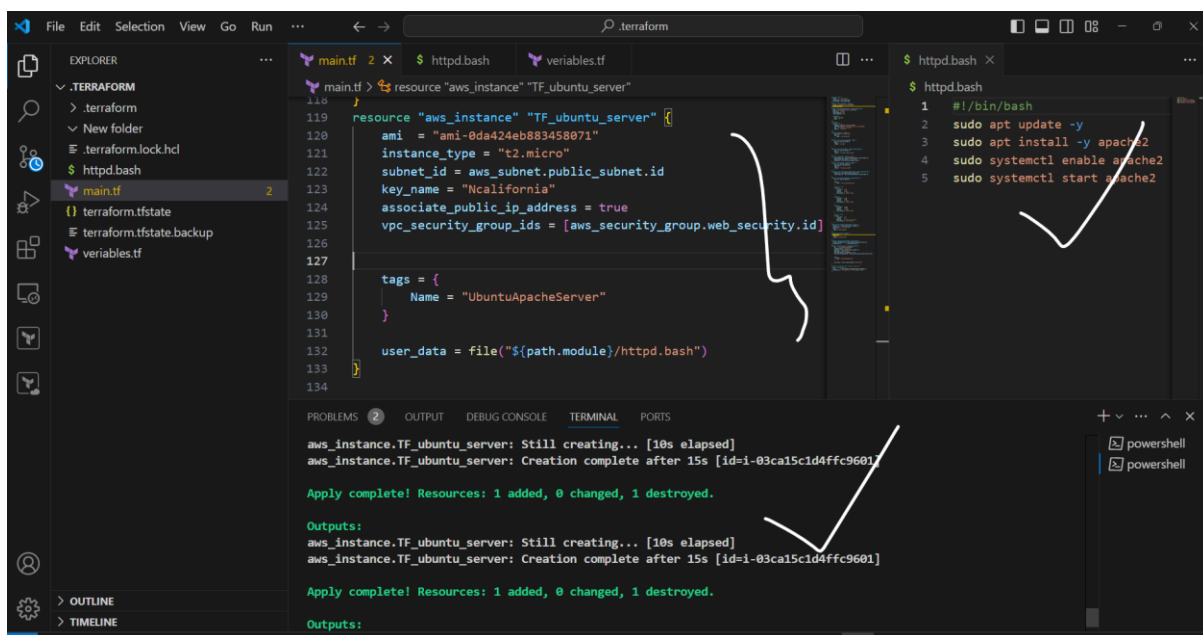 File Edit Selection View Go Run ... .terraform
EXPLORER ...
.TERRAFORM
.terraform
New folder
.terraform.lock.hcl
$ httpd.bash
main.tf 2
{} terraform.tfstate
terraform.tfstate.backup
veriables.tf
OUTLINE
TIMELINE
main.tf 2 $ httpd.bash veriables.tf ...
main.tf > resource "aws_instance" "TF_ubuntu_server"
118 }
119 resource "aws_instance" "TF_ubuntu_server" {
120 ami = "ami-0da424eb883458071"
121 instance_type = "t2.micro"
122 subnet_id = aws_subnet.public_subnet.id
123 key_name = "Ncalifornia"
124 associate_public_ip_address = true
125 vpc_security_group_ids = [aws_security_group.web_security.id]
126
127
128 tags = {
129 Name = "UbuntuApacheServer"
130 }
131
132 user_data = file("${path.module}/httpd.bash")
133 }
134
$ httpd.bash ...
$ httpd.bash
1 #!/bin/bash
2 sudo apt update -y
3 sudo apt install -y apache2
4 sudo systemctl enable apache2
5 sudo systemctl start apache2
PROBLEMS 2 OUTPUT DEBUG CONSOLE TERMINAL PORTS ...
aws_instance.TF_ubuntu_server: Still creating... [10s elapsed]
aws_instance.TF_ubuntu_server: Creation complete after 15s [id=i-03ca15c1d4ffc9601]
Apply complete! Resources: 1 added, 0 changed, 1 destroyed.
Outputs:
aws_instance.TF_ubuntu_server: Still creating... [10s elapsed]
aws_instance.TF_ubuntu_server: Creation complete after 15s [id=i-03ca15c1d4ffc9601]
Apply complete! Resources: 1 added, 0 changed, 1 destroyed.
Outputs:
powershell
powershell